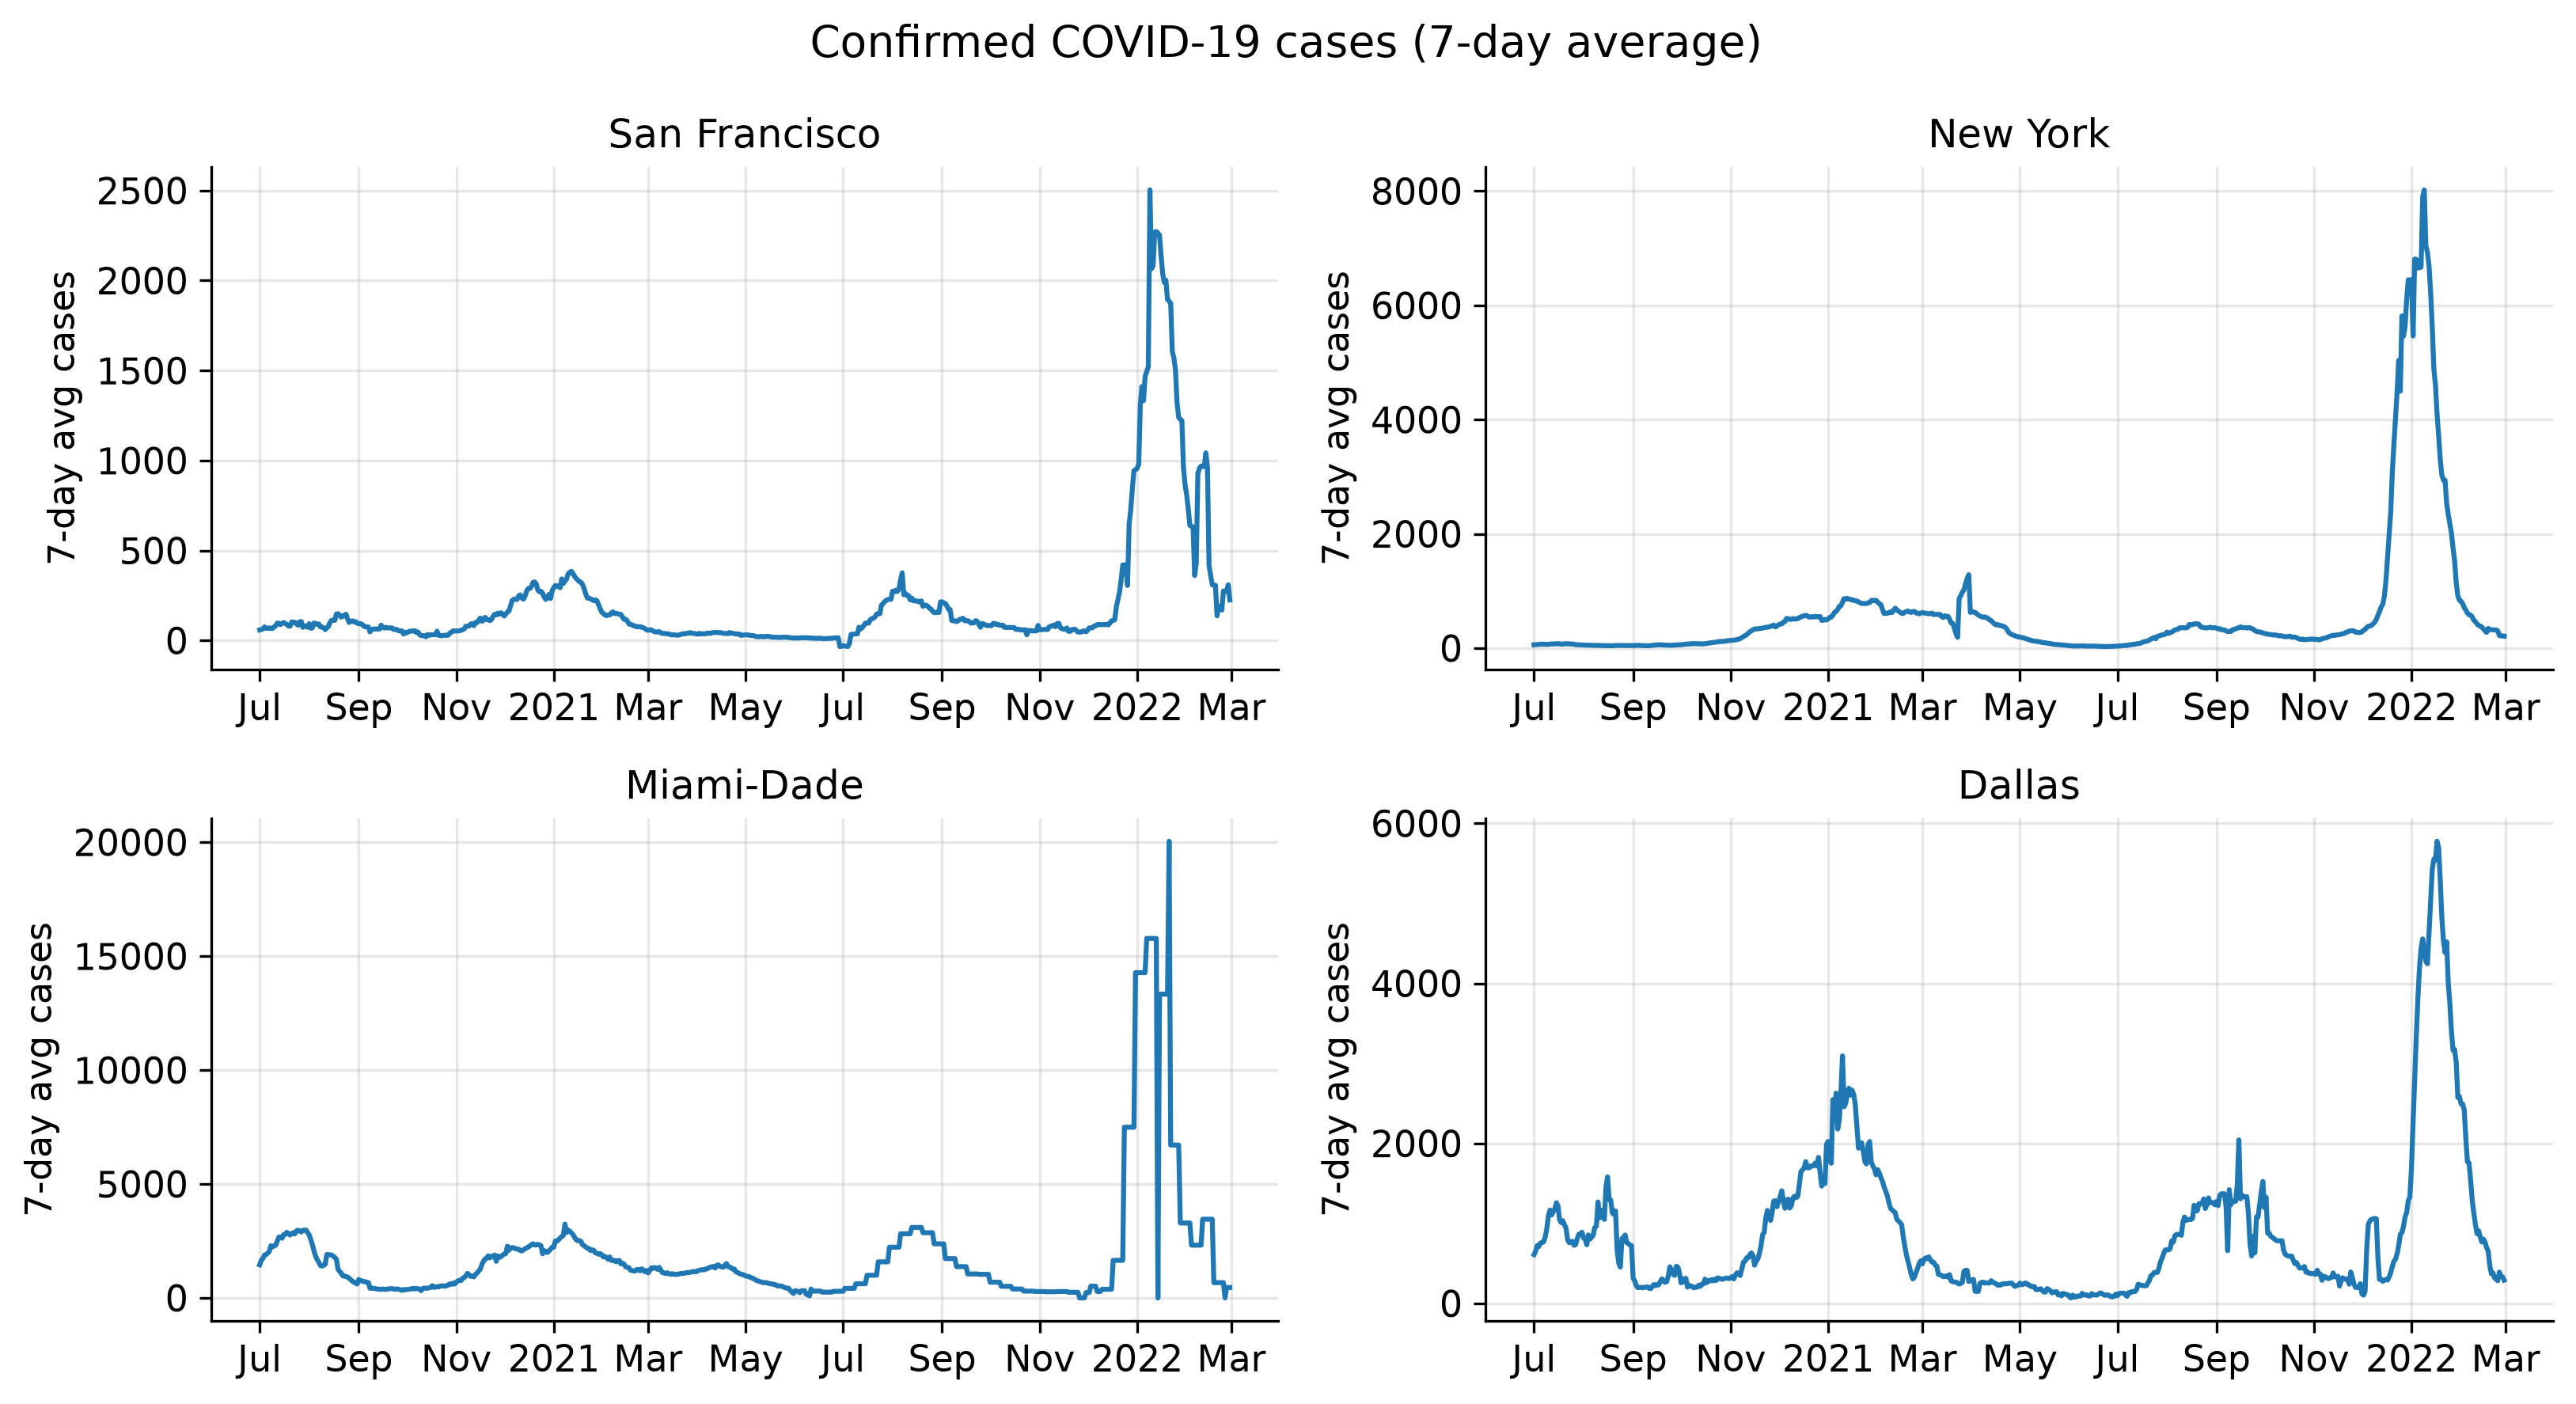 Confirmed COVID-19 cases (7-day average)
San Francisco
7-day avg cases
2500
2000
1500
1000
500
0
Jul Sep Nov 2021 Mar May Jul Sep Nov 2022 Mar
New York
7-day avg cases
8000
6000
4000
2000
0
Jul Sep Nov 2021 Mar May Jul Sep Nov 2022 Mar
Miami-Dade
7-day avg cases
20000
15000
10000
5000
0
Jul Sep Nov 2021 Mar May Jul Sep Nov 2022 Mar
Dallas
7-day avg cases
6000
4000
2000
0
Jul Sep Nov 2021 Mar May Jul Sep Nov 2022 Mar